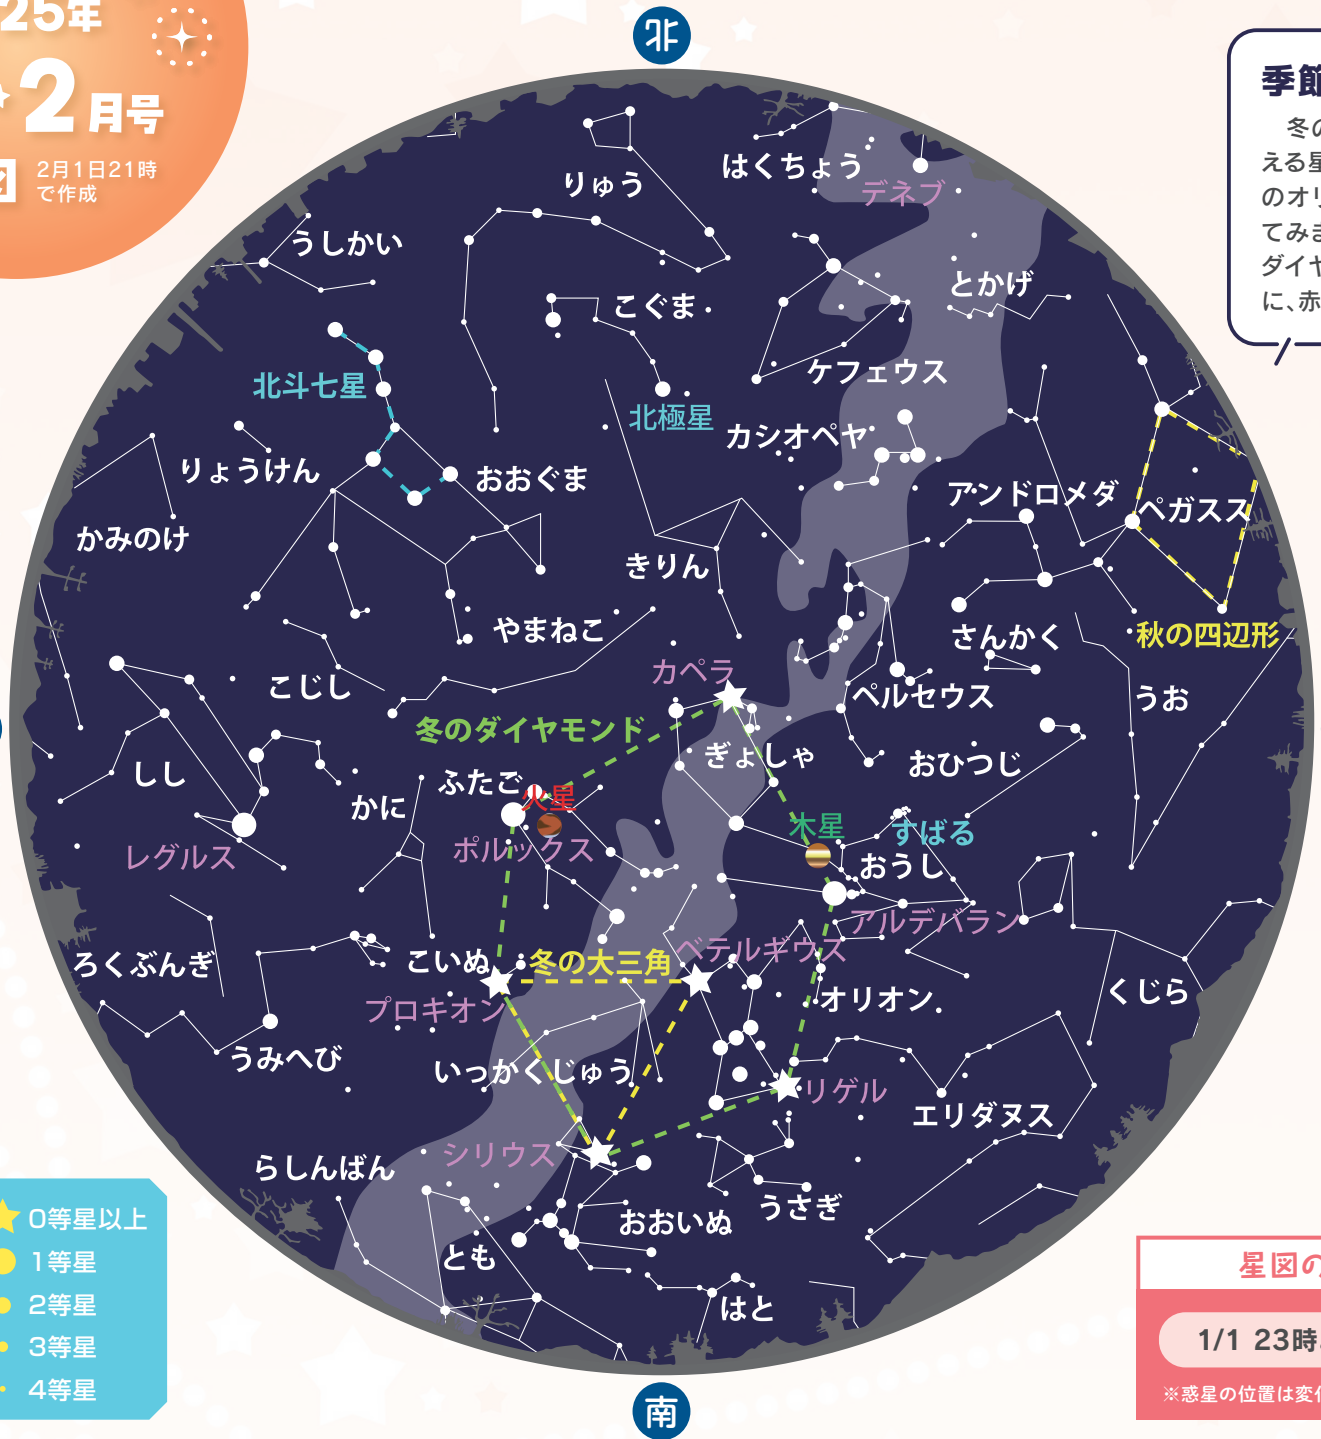 25年
2月号
2月1日21時
で作成
北
季節
冬の
える星
のオリ
てみま
ダイヤ
に、赤
はくちょう
デネブ
りゅう
うしかい
とかげ
こぐま
ケフェウス
北斗七星
北極星
カシオペヤ
りょうけん
おおぐま
アンドロメダ
ペガスス
かみのけ
きりん
やまねこ
さんかく
秋の四辺形
カペラ
こじし
ペルセウス
うお
冬のダイヤモンド
ぎょしゃ
おひつじ
しし
ふたご
火星
かに
木星
すばる
レグルス
ポルックス
おうし
アルデバラン
ろくぶんぎ
こいぬ
冬の大三角
ベテルギウス
プロキオン
オリオン
くじら
うみへび
いっかくじゅう
リゲル
エリダヌス
シリウス
らしんばん
うさぎ
おおいぬ
とも
はと
0等星以上
1等星
2等星
3等星
4等星
星図の
1/1 23時
※惑星の位置は変化
南